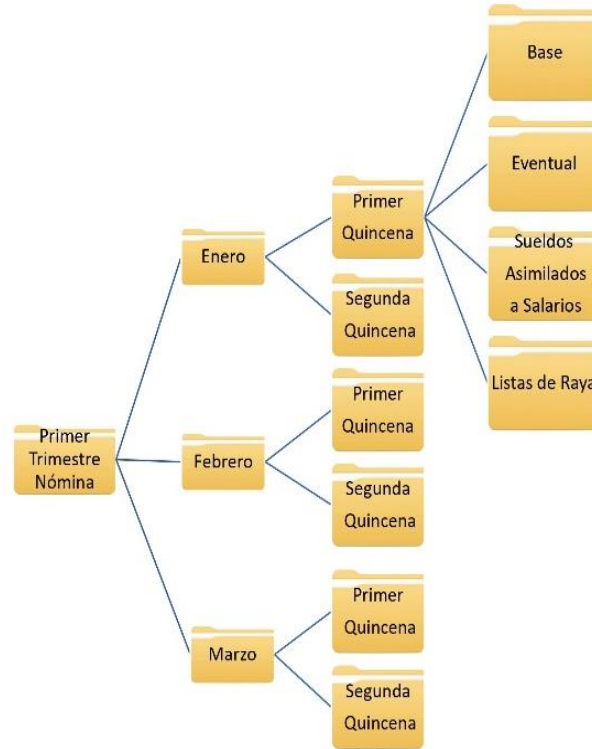 Primer
Trimestre
Nómina
Enero
Primer
Quincena
Base
Eventual
Sueldos
Asimilados
a Salarios
Listas de Raya
Segunda
Quincena
Febrero
Primer
Quincena
Segunda
Quincena
Marzo
Primer
Quincena
Segunda
Quincena